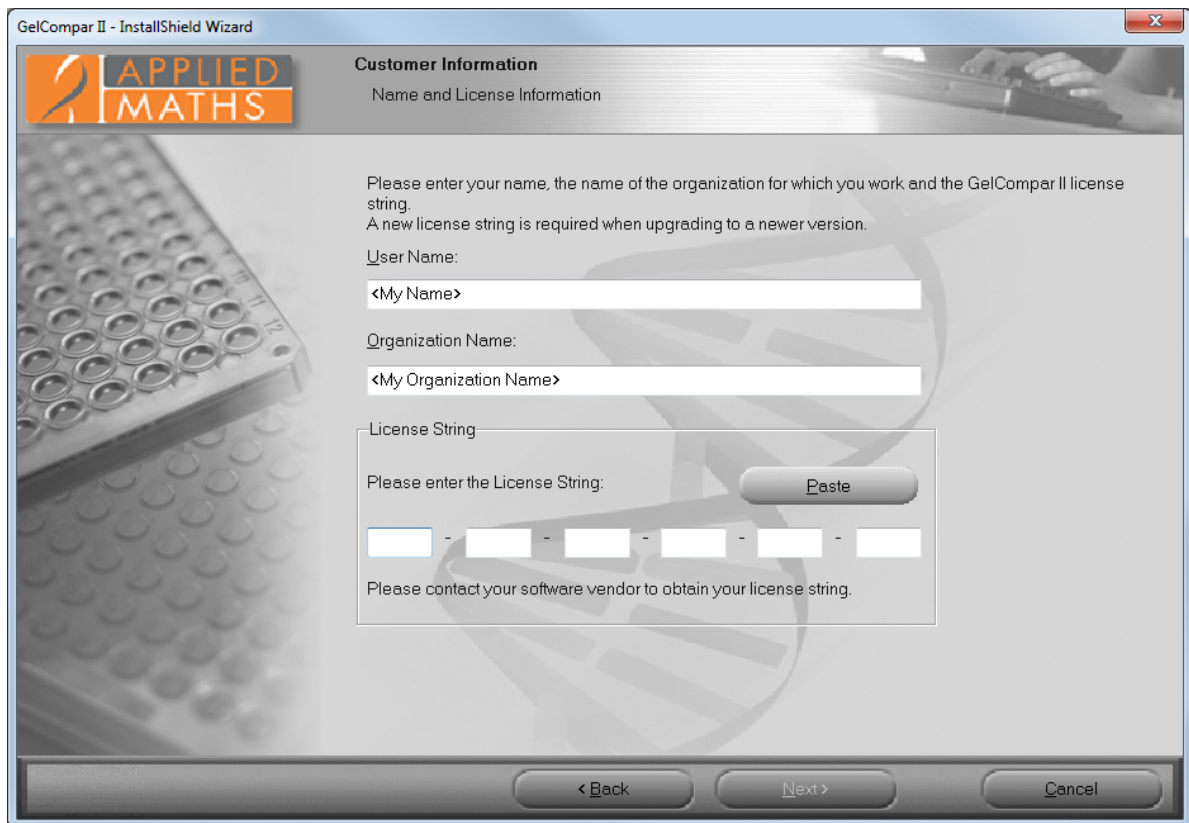 GelCompar II - InstallShield Wizard
APPLIED
MATHS
Customer Information
Name and License Information
10
11
12
Please enter your name, the name of the organization for which you work and the GelCompar II license
string.
A new license string is required when upgrading to a newer version.
User Name:
<My Name>
Organization Name:
<My Organization Name>
License String
Please enter the License String:
Paste
- - - - -
Please contact your software vendor to obtain your license string.
< Back
Next >
Cancel